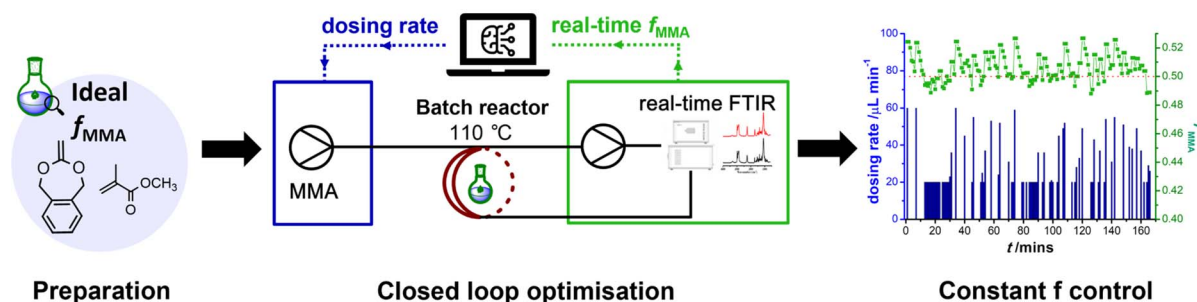 Ideal
fMMA
OCH3
O
O
O
Preparation
dosing rate
real-time fMMA
Batch reactor
110 °C
MMA
real-time FTIR
Closed loop optimisation
dosing rate /μL min-1
100
80
60
40
20
0
0.52
0.50
0.48
0.46
0.44
0.42
0.40
fMMA
20 40 60 80 100 120 140 160
t /mins
Constant f control